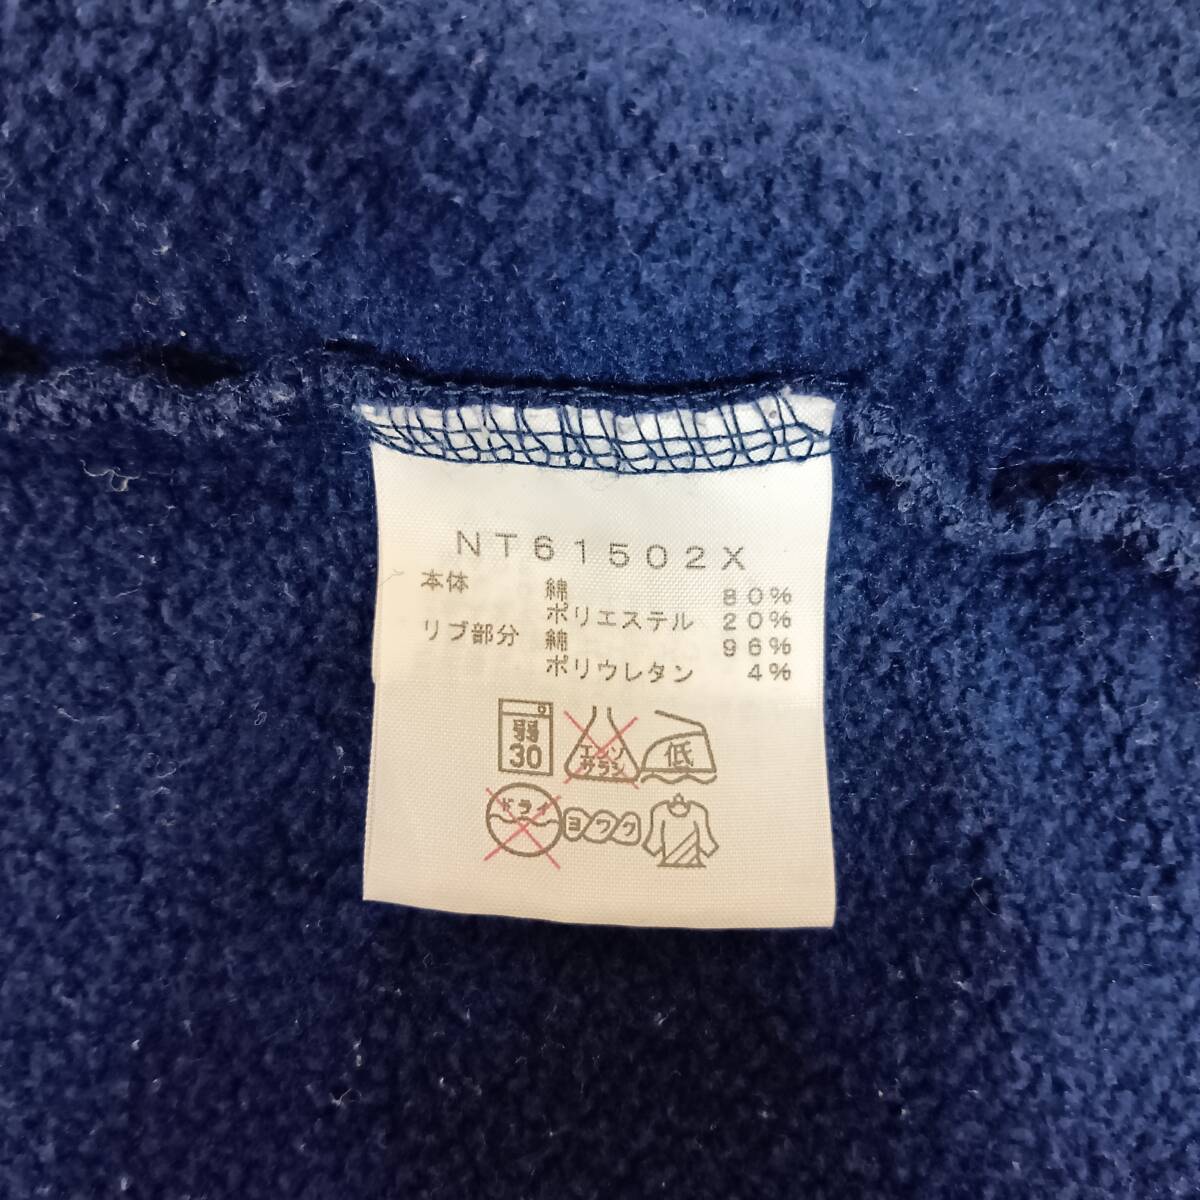 NT61502X
本体 綿 80%
ポリエステル 20%
リブ部分 綿 96%
ポリウレタン 4%
弱 30 エンソ サラシ 低
ドライ ヨワク